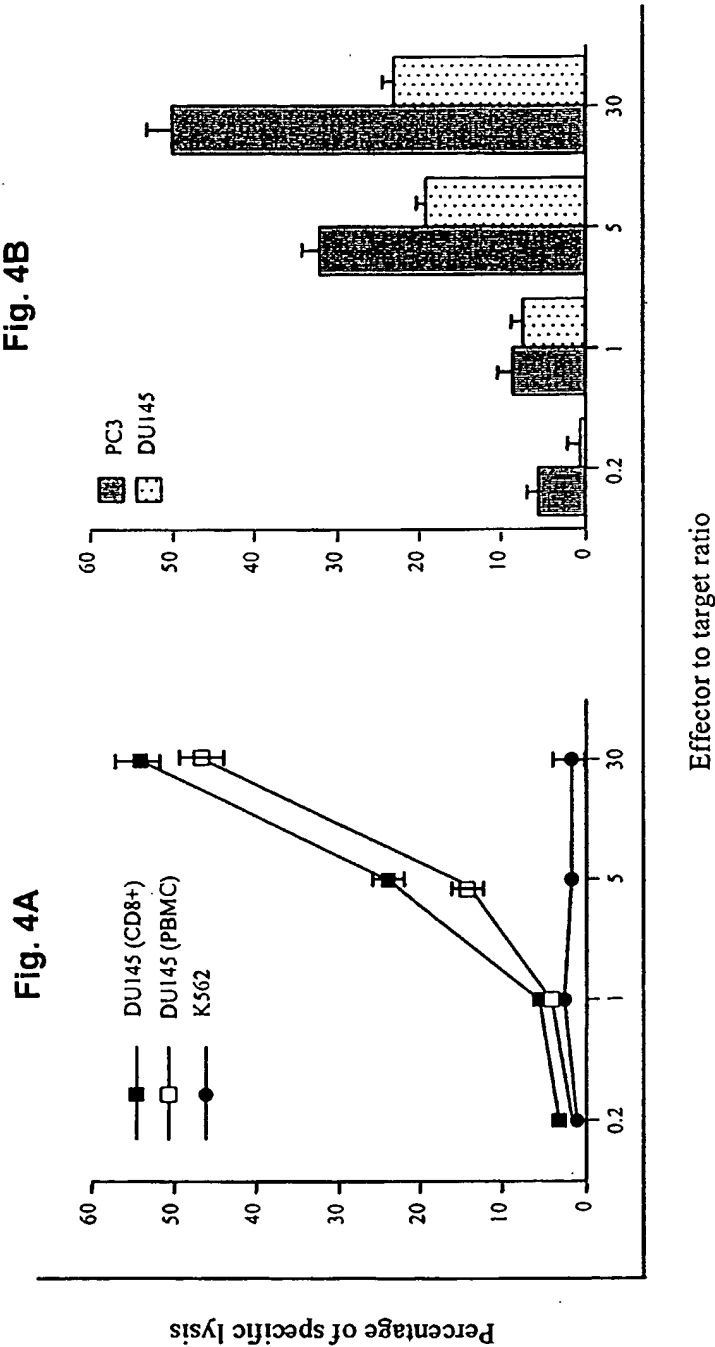 Fig. 4A
DU145 (CD8+)
DU145 (PBMC)
K562
60
50
40
30
20
10
0
0.2
1
5
30
Fig. 4B
PC3
DU145
60
50
40
30
20
10
0
0.2
1
5
30
Percentage of specific lysis
Effector to target ratio